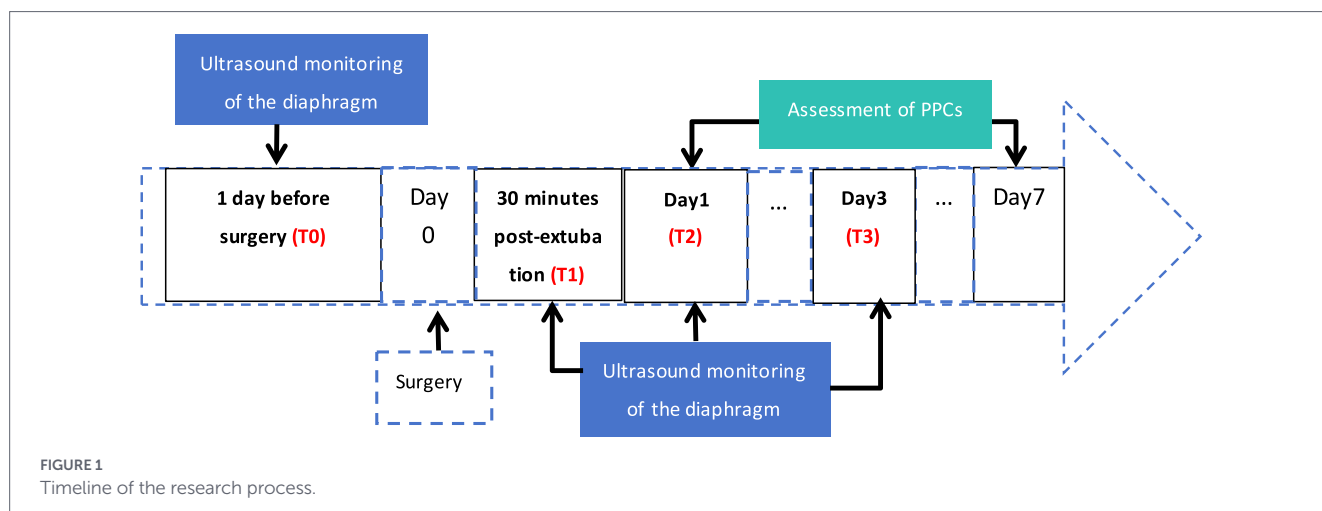 Ultrasound monitoring
of the diaphragm
Assessment of PPCs
1 day before
surgery (T0)
Day
0
30 minutes
post-extuba
tion (T1)
Day1
(T2)
...
Day3
(T3)
...
Day7
Surgery
Ultrasound monitoring
of the diaphragm
FIGURE 1
Timeline of the research process.